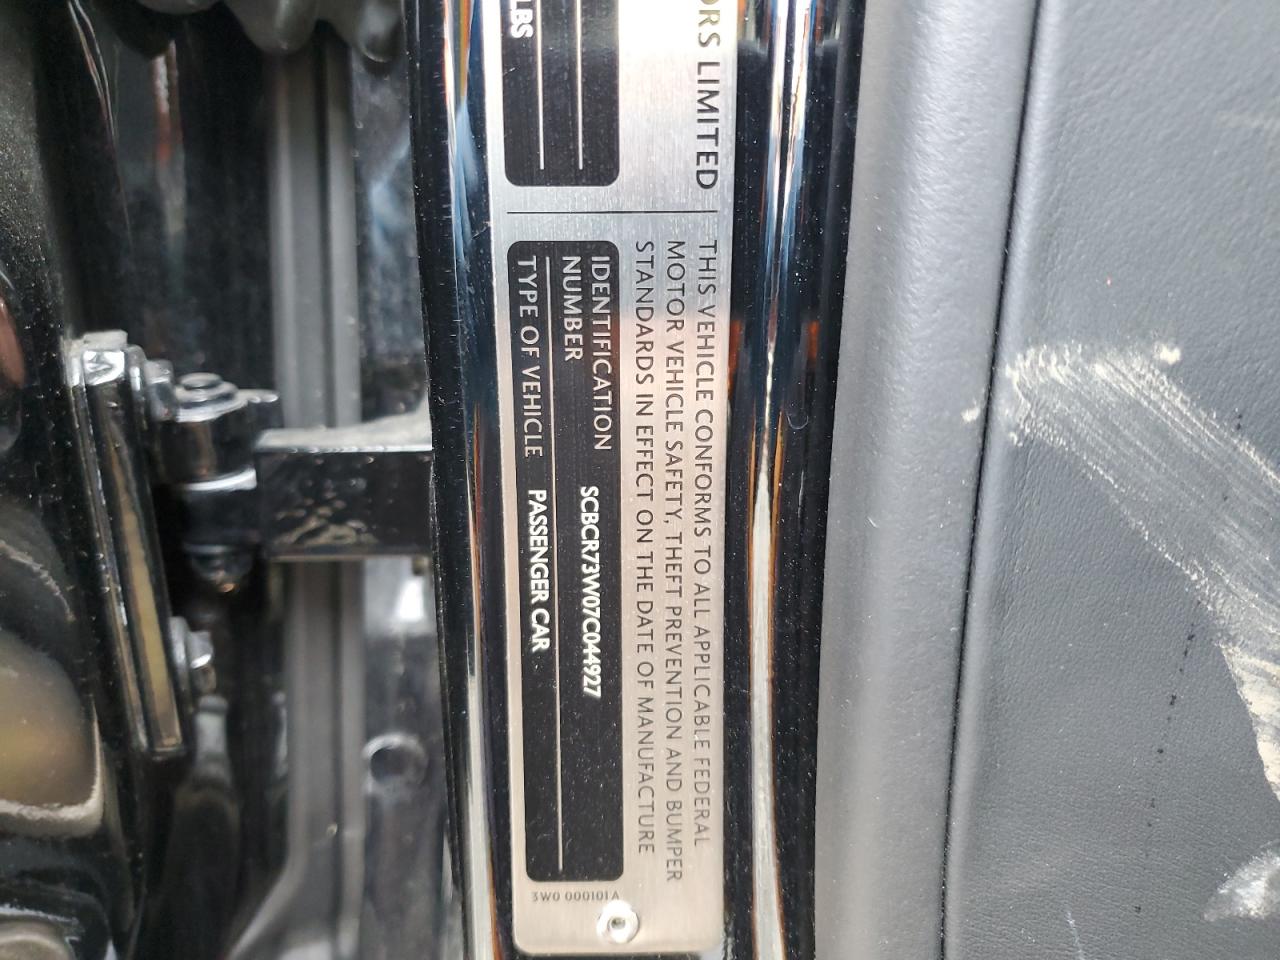 ORS LIMITED
LBS
THIS VEHICLE CONFORMS TO ALL APPLICABLE FEDERAL
MOTOR VEHICLE SAFETY, THEFT PREVENTION AND BUMPER
STANDARDS IN EFFECT ON THE DATE OF MANUFACTURE
IDENTIFICATION
NUMBER SCBCR73W07C044927
TYPE OF VEHICLE PASSENGER CAR
3W0 000101A